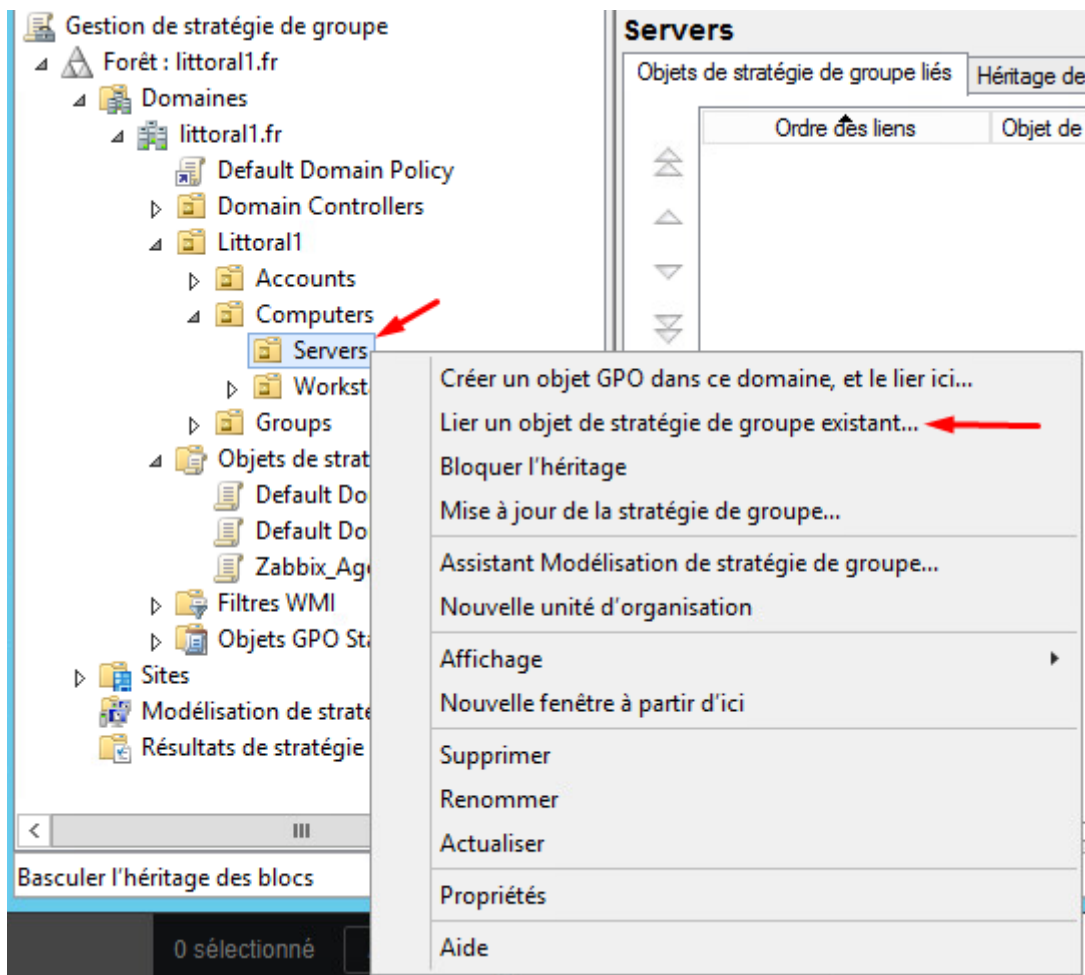 Gestion de stratégie de groupe
Forêt : littoral1.fr
Domaines
littoral1.fr
Default Domain Policy
Domain Controllers
Littoral1
Accounts
Computers
Servers
Workst
Groups
Objets de strat
Default Do
Default Do
Zabbix_Ag
Filtres WMI
Objets GPO Sta
Sites
Modélisation de straté
Résultats de stratégie
Basculer l'héritage des blocs
0 sélectionné
Servers
Objets de stratégie de groupe liés
Héritage de
Ordre des liens
Objet de
Créer un objet GPO dans ce domaine, et le lier ici...
Lier un objet de stratégie de groupe existant...
Bloquer l'héritage
Mise à jour de la stratégie de groupe...
Assistant Modélisation de stratégie de groupe...
Nouvelle unité d'organisation
Affichage
Nouvelle fenêtre à partir d'ici
Supprimer
Renommer
Actualiser
Propriétés
Aide